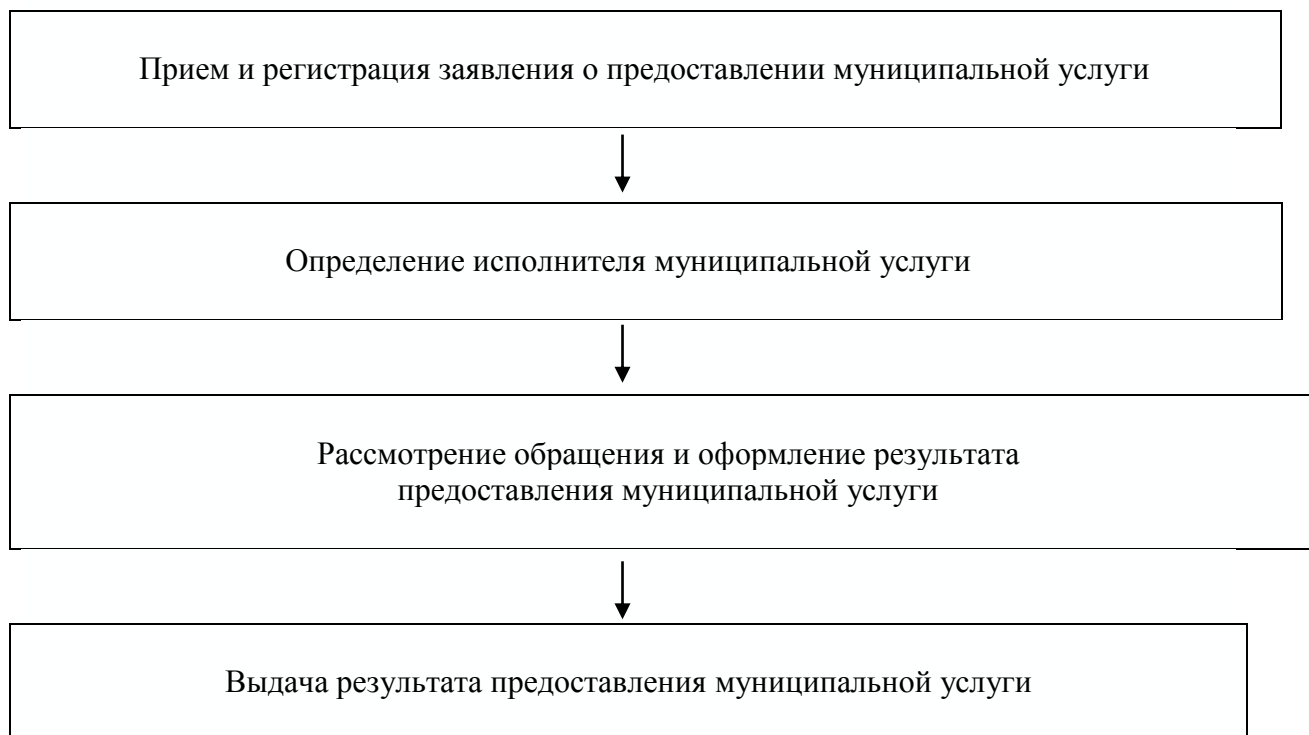 Прием и регистрация заявления о предоставлении муниципальной услуги
Определение исполнителя муниципальной услуги
Рассмотрение обращения и оформление результата
предоставления муниципальной услуги
Выдача результата предоставления муниципальной услуги